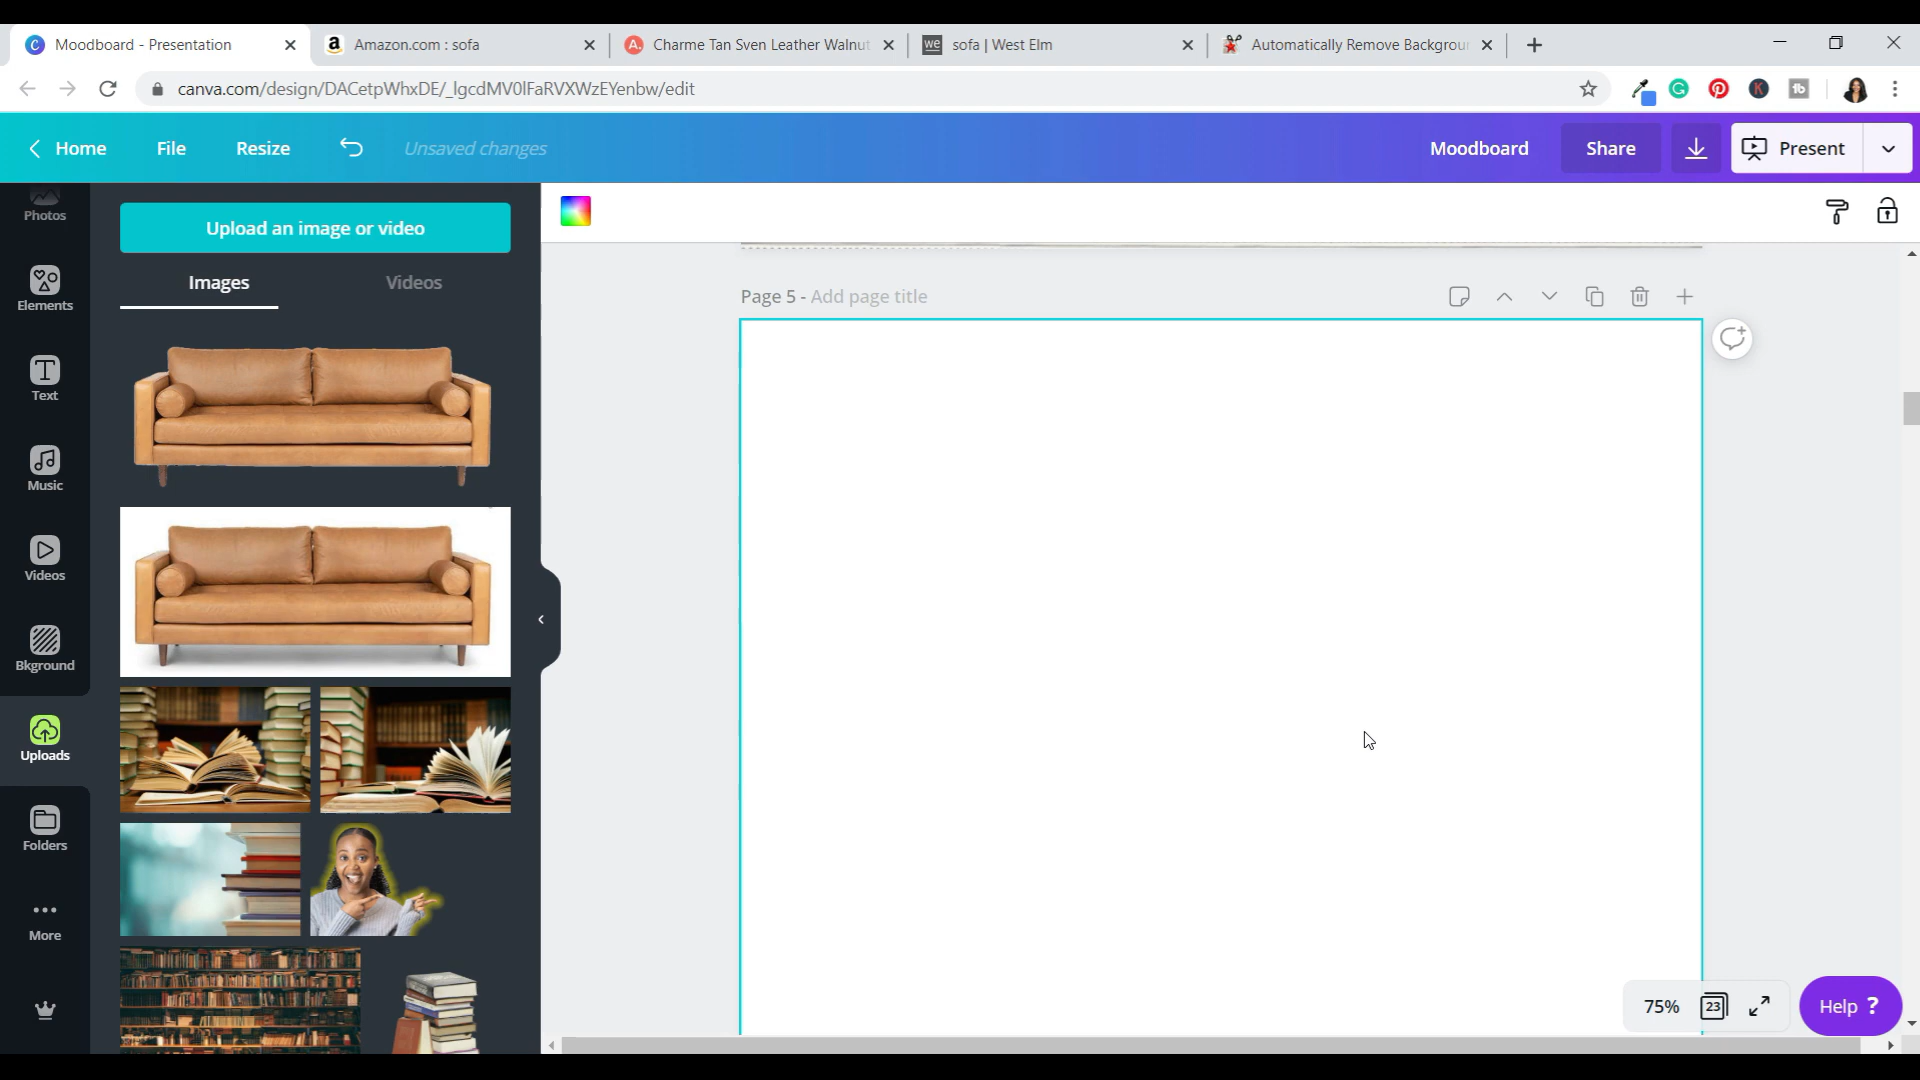 Moodboard - Presentation
Amazon.com : sofa
Charme Tan Sven Leather Walnut
sofa | West Elm
Automatically Remove Backgrou
canva.com/design/DACetpWhxDE/_lgcdMV0lFaRVXWzEYenbw/edit
Home
File
Resize
Unsaved changes
Moodboard
Share
Present
Photos
Elements
Text
Music
Videos
Bkground
Uploads
Folders
More
Upload an image or video
Images
Videos
Page 5 - Add page title
75%
23
Help ?